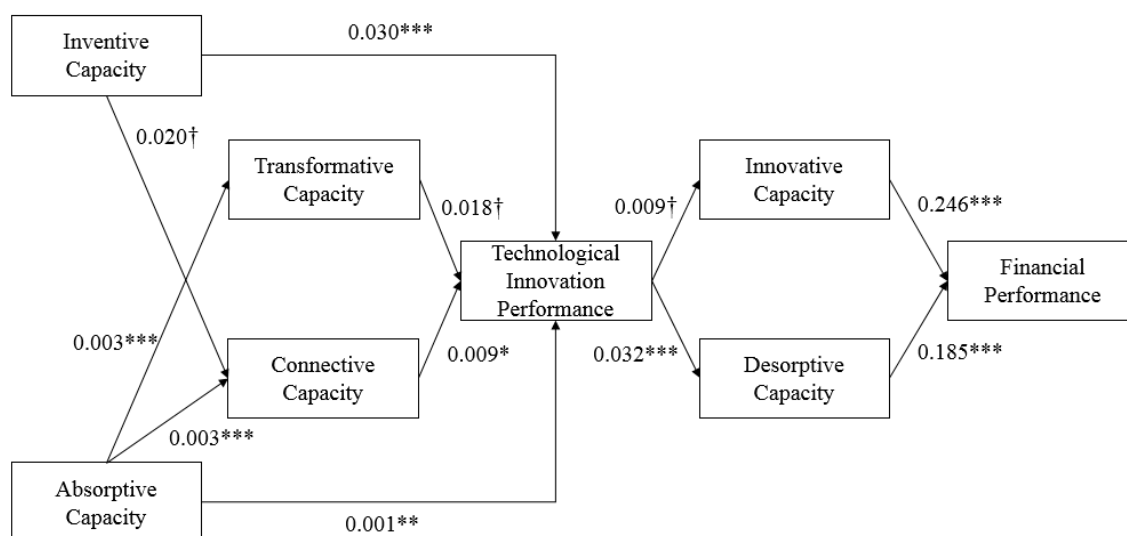 Inventive
Capacity
0.030***
0.020†
Transformative
Capacity
0.018†
Technological
Innovation
Performance
0.009†
Innovative
Capacity
0.246***
Financial
Performance
0.003***
Connective
Capacity
0.009*
0.032***
Desorptive
Capacity
0.185***
0.003***
Absorptive
Capacity
0.001**